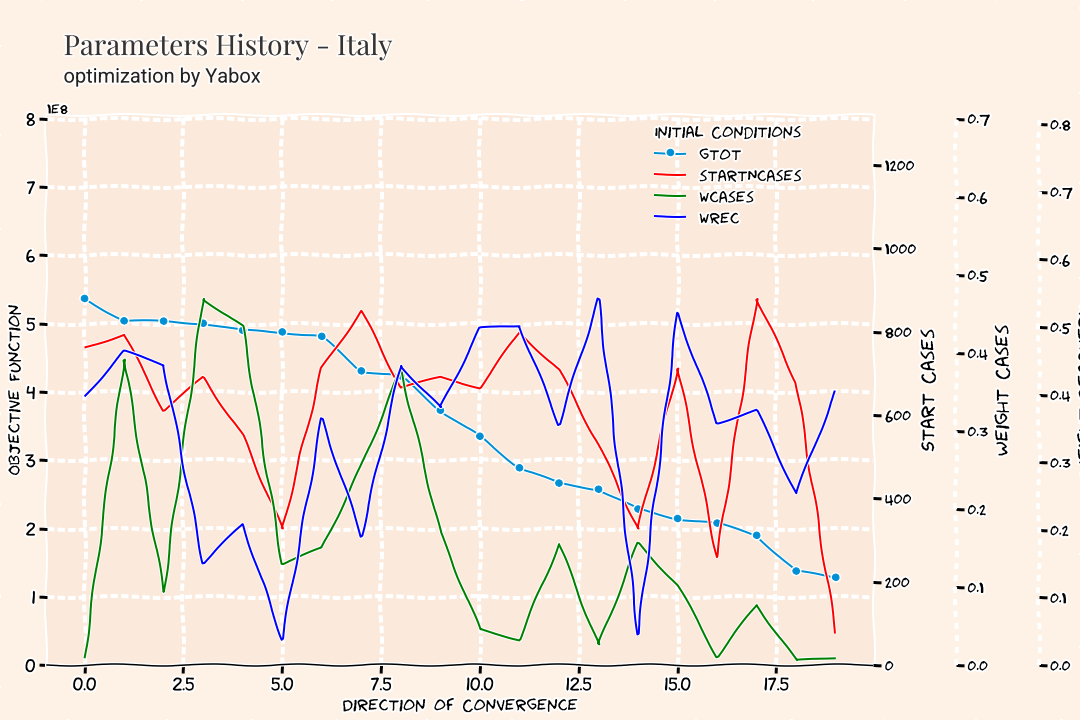 Parameters History - Italy
optimization by Yabox
1E8
8
7
6
5
4
3
2
1
0
OBJECTIVE FUNCTION
INITIAL CONDITIONS
GTOT
STARTNCASES
WCASES
WREC
0.0 2.5 5.0 7.5 10.0 12.5 15.0 17.5
DIRECTION OF CONVERGENCE
1200
1000
800
600
400
200
0
START CASES
0.7
0.6
0.5
0.4
0.3
0.2
0.1
0.0
WEIGHT CASES
0.8
0.7
0.6
0.5
0.4
0.3
0.2
0.1
0.0